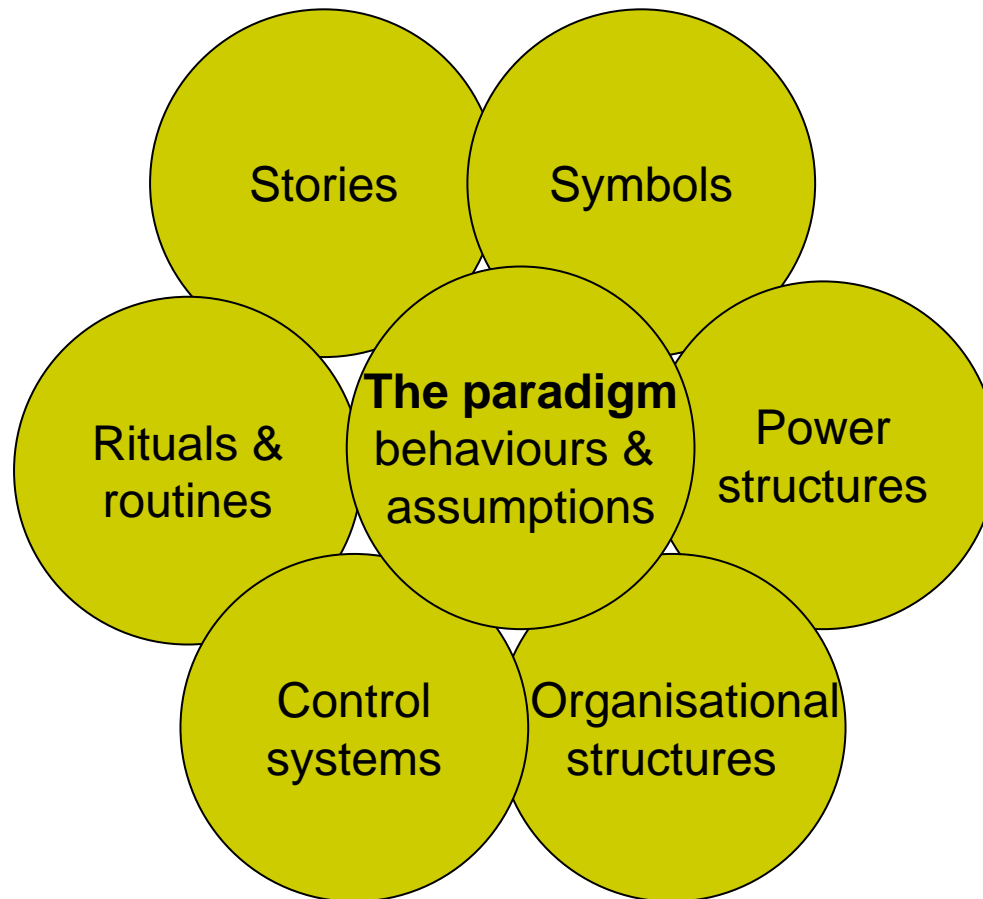 Stories
Symbols
The paradigm
behaviours &
assumptions
Rituals &
routines
Power
structures
Control
systems
Organisational
structures